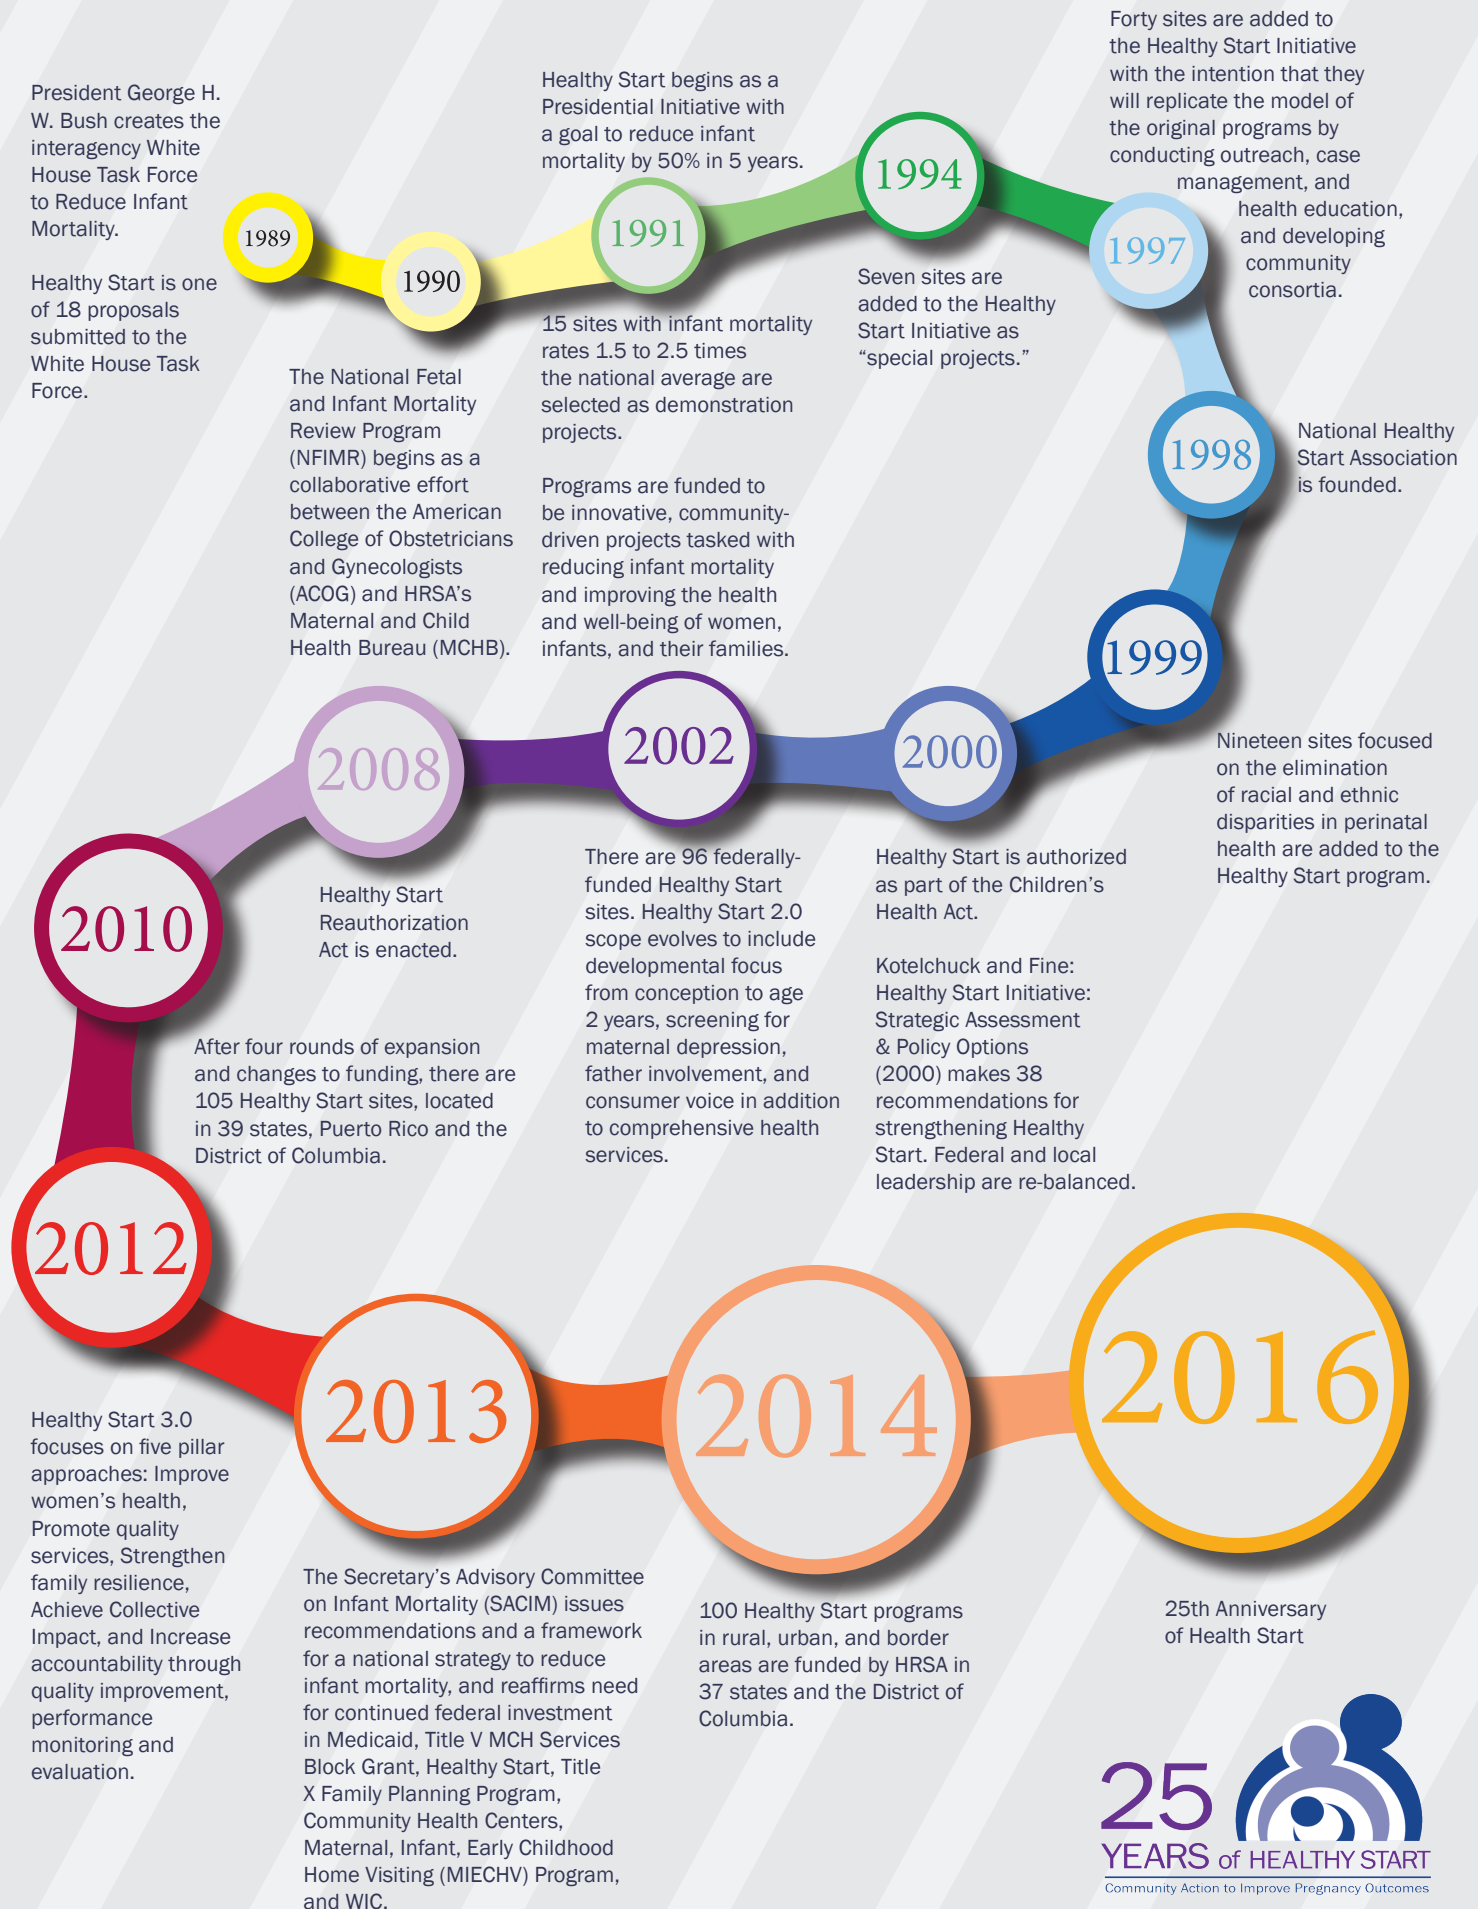 President George H.
W. Bush creates the
interagency White
House Task Force
to Reduce Infant
Mortality.
Healthy Start is one
of 18 proposals
submitted to the
White House Task
Force.
1989
1990
The National Fetal
and Infant Mortality
Review Program
(NFIMR) begins as a
collaborative effort
between the American
College of Obstetricians
and Gynecologists
(ACOG) and HRSA's
Maternal and Child
Health Bureau (MCHB).
Healthy Start begins as a
Presidential Initiative with
a goal to reduce infant
mortality by 50% in 5 years.
1991
15 sites with infant mortality
rates 1.5 to 2.5 times
the national average are
selected as demonstration
projects.
Programs are funded to
be innovative, community-
driven projects tasked with
reducing infant mortality
and improving the health
and well-being of women,
infants, and their families.
1994
Seven sites are
added to the Healthy
Start Initiative as
“special projects.”
Forty sites are added to
the Healthy Start Initiative
with the intention that they
will replicate the model of
the original programs by
conducting outreach, case
management, and
health education,
and developing
community
consortia.
1997
1998
National Healthy
Start Association
is founded.
1999
Nineteen sites focused
on the elimination
of racial and ethnic
disparities in perinatal
health are added to the
Healthy Start program.
2000
Healthy Start is authorized
as part of the Children's
Health Act.
Kotelchuck and Fine:
Healthy Start Initiative:
Strategic Assessment
& Policy Options
(2000) makes 38
recommendations for
strengthening Healthy
Start. Federal and local
leadership are re-balanced.
2002
There are 96 federally-
funded Healthy Start
sites. Healthy Start 2.0
scope evolves to include
developmental focus
from conception to age
2 years, screening for
maternal depression,
father involvement, and
consumer voice in addition
to comprehensive health
services.
2008
Healthy Start
Reauthorization
Act is enacted.
2010
After four rounds of expansion
and changes to funding, there are
105 Healthy Start sites, located
in 39 states, Puerto Rico and the
District of Columbia.
2012
Healthy Start 3.0
focuses on five pillar
approaches: Improve
women's health,
Promote quality
services, Strengthen
family resilience,
Achieve Collective
Impact, and Increase
accountability through
quality improvement,
performance
monitoring and
evaluation.
2013
The Secretary's Advisory Committee
on Infant Mortality (SACIM) issues
recommendations and a framework
for a national strategy to reduce
infant mortality, and reaffirms need
for continued federal investment
in Medicaid, Title V MCH Services
Block Grant, Healthy Start, Title
X Family Planning Program,
Community Health Centers,
Maternal, Infant, Early Childhood
Home Visiting (MIECHV) Program,
and WIC.
2014
100 Healthy Start programs
in rural, urban, and border
areas are funded by HRSA in
37 states and the District of
Columbia.
2016
25th Anniversary
of Health Start
25
YEARS of HEALTHY START
Community Action to Improve Pregnancy Outcomes